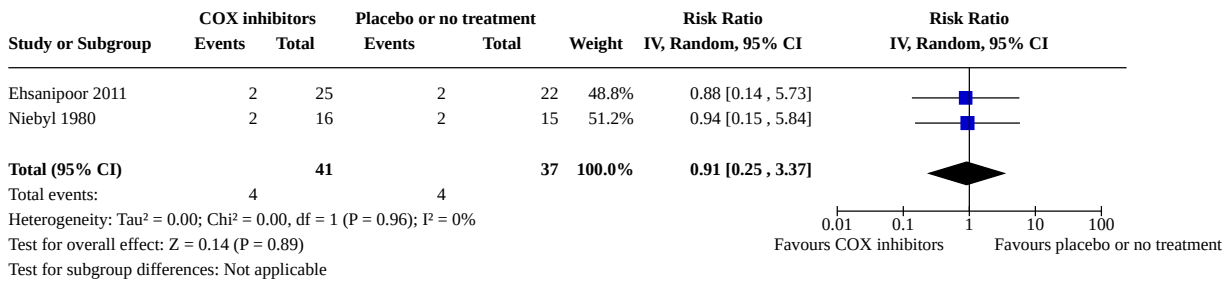 COX inhibitors Placebo or no treatment Risk Ratio Risk Ratio
Study or Subgroup Events Total Events Total Weight IV, Random, 95% CI IV, Random, 95% CI
Ehsanipoor 2011 2 25 2 22 48.8% 0.88 [0.14 , 5.73]
Niebyl 1980 2 16 2 15 51.2% 0.94 [0.15 , 5.84]
Total (95% CI) 41 37 100.0% 0.91 [0.25 , 3.37]
Total events: 4 4
Heterogeneity: Tau² = 0.00; Chi² = 0.00, df = 1 (P = 0.96); I² = 0%
0.01 0.1 1 10 100
Test for overall effect: Z = 0.14 (P = 0.89)
Favours COX inhibitors Favours placebo or no treatment
Test for subgroup differences: Not applicable